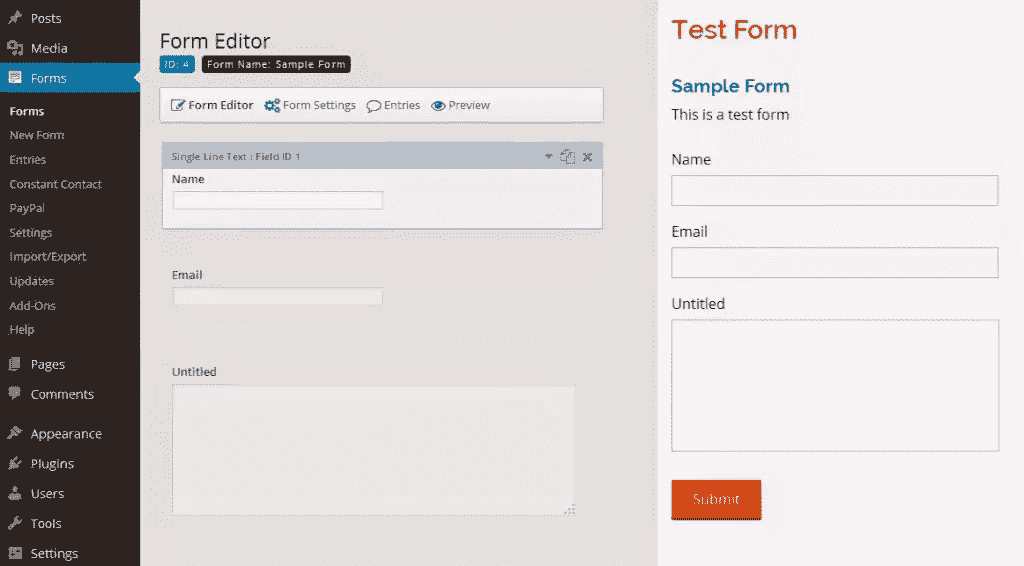 Posts
Media
Forms
Forms
New Form
Entries
Constant Contact
PayPal
Settings
Import/Export
Updates
Add-Ons
Help
Pages
Comments
Appearance
Plugins
Users
Tools
Settings
Form Editor
ID: 4 Form Name: Sample Form
Form Editor Form Settings Entries Preview
Single Line Text : Field ID 1
Name
Email
Untitled
Test Form
Sample Form
This is a test form
Name
Email
Untitled
Submit